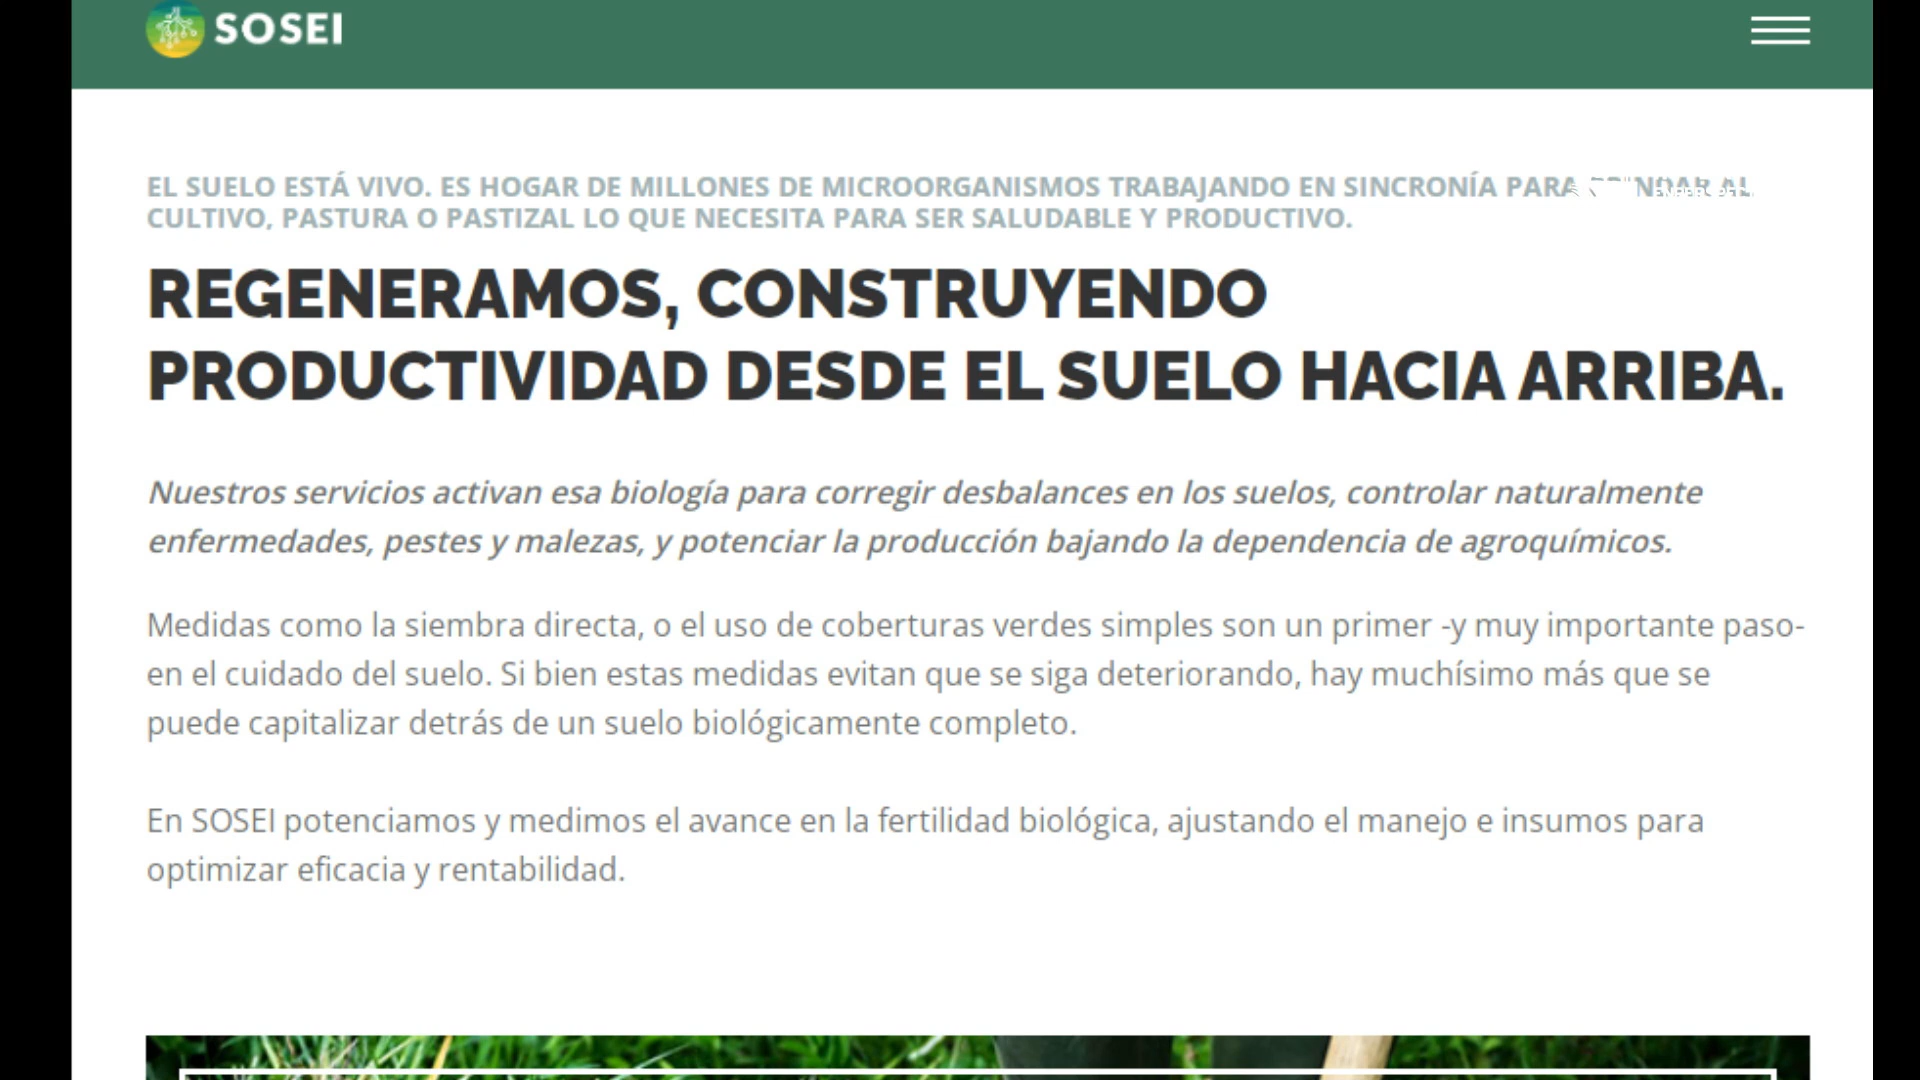 SOSEI
EL SUELO ESTÁ VIVO. ES HOGAR DE MILLONES DE MICROORGANISMOS TRABAJANDO EN SINCRONÍA PARA BRINDAR AL
CULTIVO, PASTURA O PASTIZAL LO QUE NECESITA PARA SER SALUDABLE Y PRODUCTIVO.
REGENERAMOS, CONSTRUYENDO
PRODUCTIVIDAD DESDE EL SUELO HACIA ARRIBA.
Nuestros servicios activan esa biología para corregir desbalances en los suelos, controlar naturalmente
enfermedades, pestes y malezas, y potenciar la producción bajando la dependencia de agroquímicos.
Medidas como la siembra directa, o el uso de coberturas verdes simples son un primer -y muy importante paso-
en el cuidado del suelo. Si bien estas medidas evitan que se siga deteriorando, hay muchísimo más que se
puede capitalizar detrás de un suelo biológicamente completo.
En SOSEI potenciamos y medimos el avance en la fertilidad biológica, ajustando el manejo e insumos para
optimizar eficacia y rentabilidad.